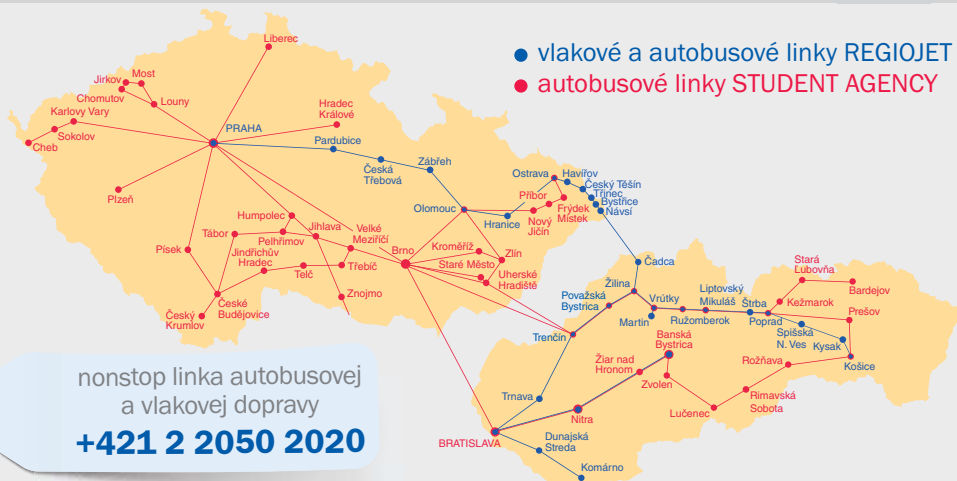 vlakové a autobusové linky REGIOJET
autobusové linky STUDENT AGENCY
Liberec
Jirkov
Most
Chomutov
Louny
Karlovy Vary
Sokolov
Cheb
Hradec
Králové
PRAHA
Pardubice
Česká
Třebová
Zábřeh
Plzeň
Olomouc
Hranice
Ostrava
Havířov
Český Těšín
Třinec
Bystřice
Návsí
Příbor
Frýdek
Místek
Nový
Jičín
Humpolec
Tábor
Pelhřimov
Jihlava
Velké
Meziříčí
Písek
Jindřichův
Hradec
Telč
Třebíč
Brno
Kroměříž
Zlín
Staré Město
Uherské
Hradiště
Znojmo
České
Budějovice
Český
Krumlov
Čadca
Žilina
Považská
Bystrica
Vrútky
Martin
Liptovský
Mikuláš
Ružomberok
Štrba
Poprad
Stará
Ľubovňa
Kežmarok
Bardejov
Prešov
Spišská
N. Ves
Kysak
Košice
Trenčín
Banská
Bystrica
Žiar nad
Hronom
Zvolen
Rožňava
Rimavská
Sobota
Lučenec
Trnava
Nitra
BRATISLAVA
Dunajská
Streda
Komárno
nonstop linka autobusovej
a vlakovej dopravy
+421 2 2050 2020